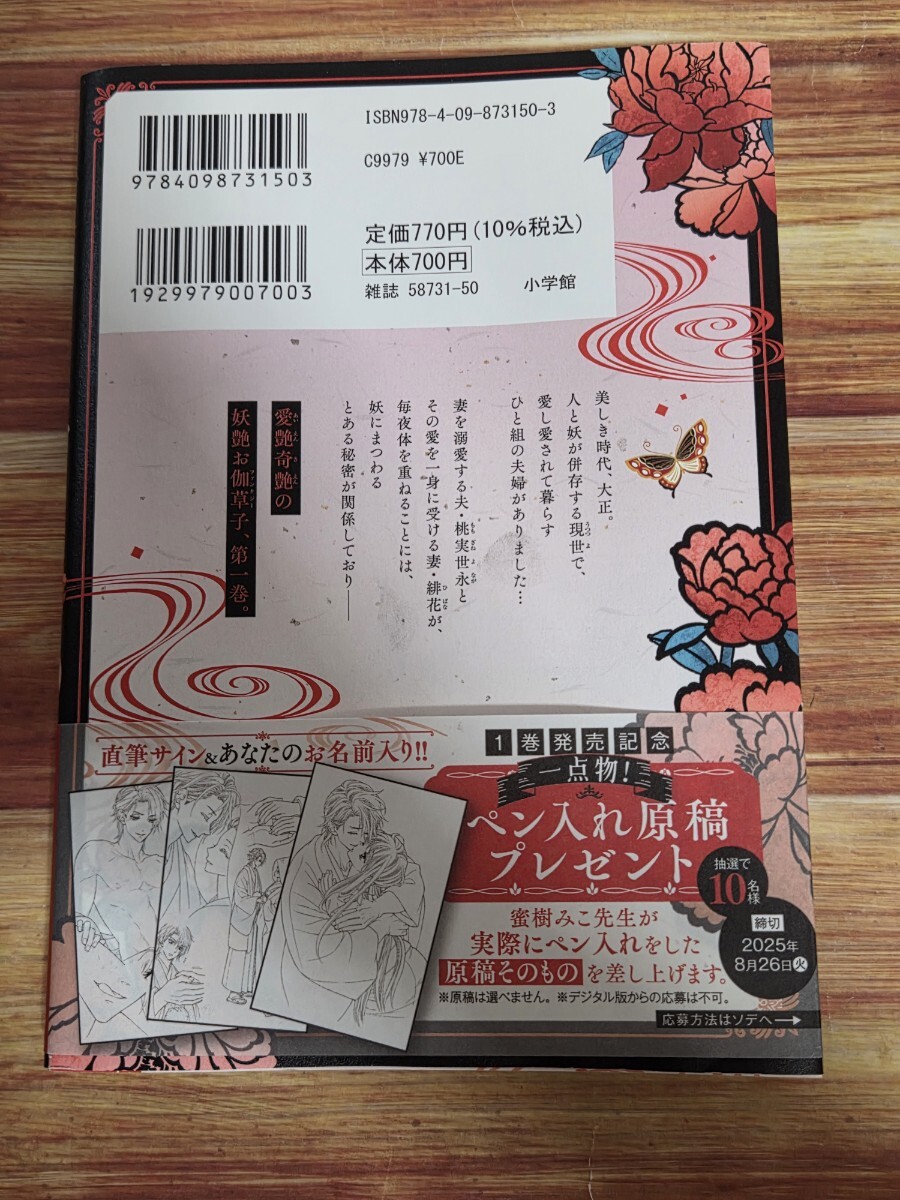 ISBN978-4-09-873150-3
C9979 ¥700E
9784098731503
定価770円(10%税込)
本体700円
雑誌 58731-50 小学館
1929979007003
美しき時代、大正。
人と妖が併存する現世で、
愛し愛されて暮らす
ひと組の夫婦がありました…
妻を溺愛する夫・桃実世永と
その愛を一身に受ける妻・緋花が、
毎夜体を重ねることには、
妖にまつわる
とある秘密が関係しており――
愛艶奇艶の
妖艶お伽草子、第一巻。
直筆サイン&あなたのお名前入り!!
1巻発売記念
一点物!
ペン入れ原稿
プレゼント
抽選で
10名様
蜜樹みこ先生が
実際にペン入れをした
原稿そのものを差し上げます。
※原稿は選べません。※デジタル版からの応募は不可。
締切
2025年
8月26日火
応募方法はソデへ→